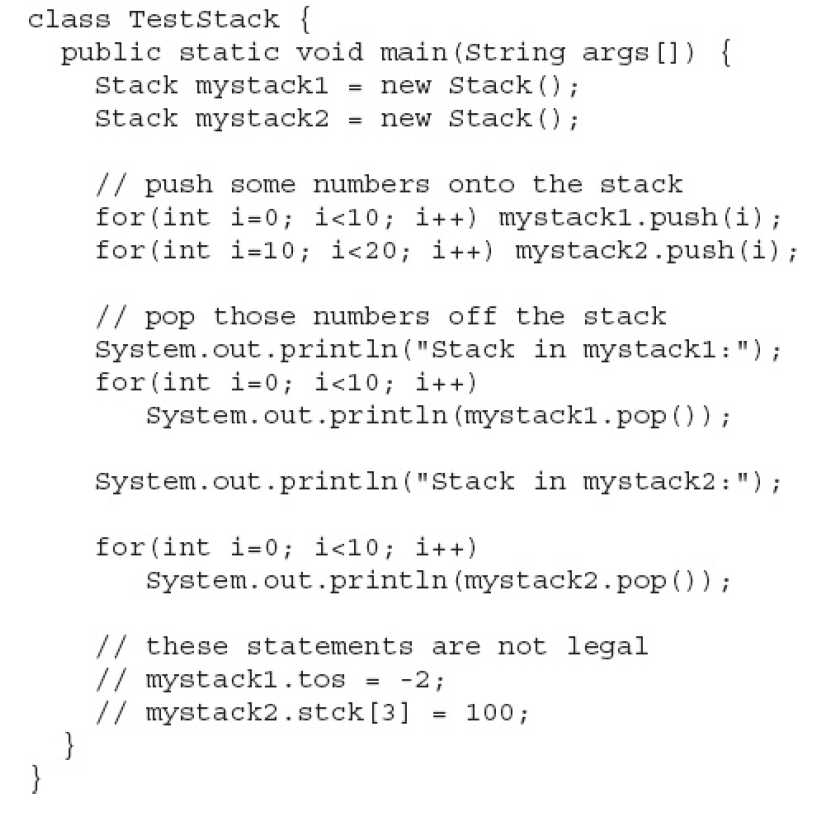 class TestStack {
public static void main(String args[]) {
Stack mystack1 = new Stack();
Stack mystack2 = new Stack();
// push some numbers onto the stack
for(int i=0; i<10; i++) mystack1.push(i);
for(int i=10; i<20; i++) mystack2.push(i);
// pop those numbers off the stack
System.out.println("Stack in mystack1:");
for(int i=0; i<10; i++)
System.out.println(mystack1.pop());
System.out.println("Stack in mystack2:");
for(int i=0; i<10; i++)
System.out.println(mystack2.pop());
// these statements are not legal
// mystack1.tos = -2;
// mystack2.stck[3] = 100;
}
}